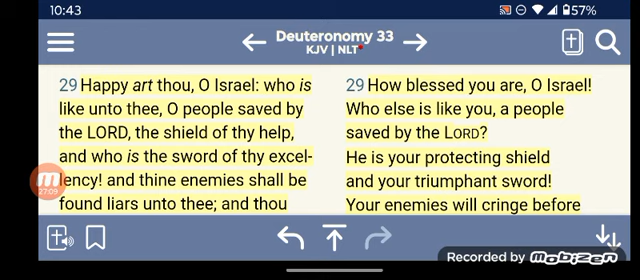 10:43
57%
Deuteronomy 33
KJV | NLT
29 Happy art thou, O Israel: who is
like unto thee, O people saved by
the LORD, the shield of thy help,
and who is the sword of thy excel-
lency! and thine enemies shall be
found liars unto thee; and thou
29 How blessed you are, O Israel!
Who else is like you, a people
saved by the LORD?
He is your protecting shield
and your triumphant sword!
Your enemies will cringe before
27:09
Recorded by Mobizen